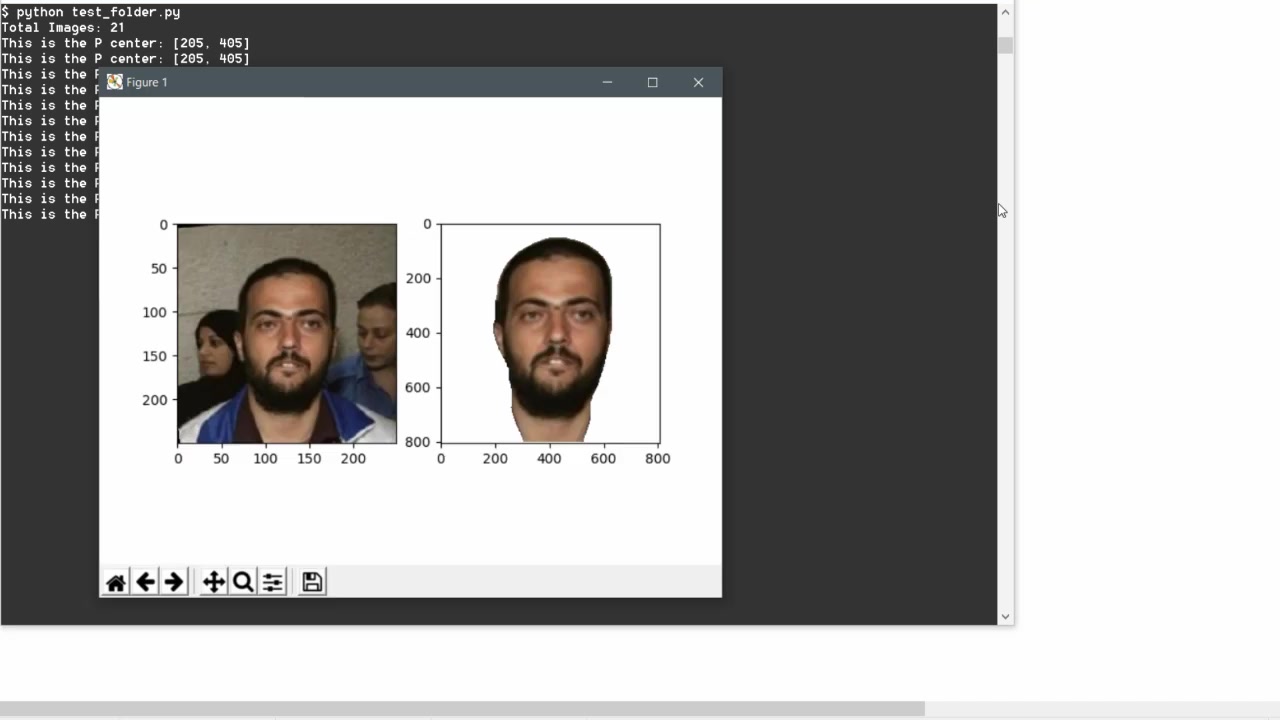 $ python test_folder.py
Total Images: 21
This is the P center: [205, 405]
This is the P center: [205, 405]
This is the P
This is the P
This is the P
This is the P
This is the P
This is the P
This is the P
This is the P
This is the P
This is the P
Figure 1
0
50
100
150
200
0 50 100 150 200
0
200
400
600
800
0 200 400 600 800